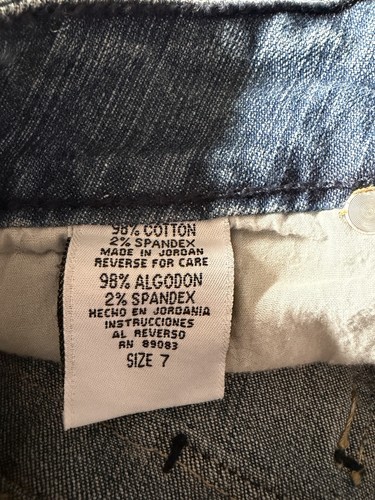 98% COTTON
2% SPANDEX
MADE IN JORDAN
REVERSE FOR CARE
98% ALGODON
2% SPANDEX
HECHO EN JORDANIA
INSTRUCCIONES
AL REVERSO
RN 89083
SIZE 7